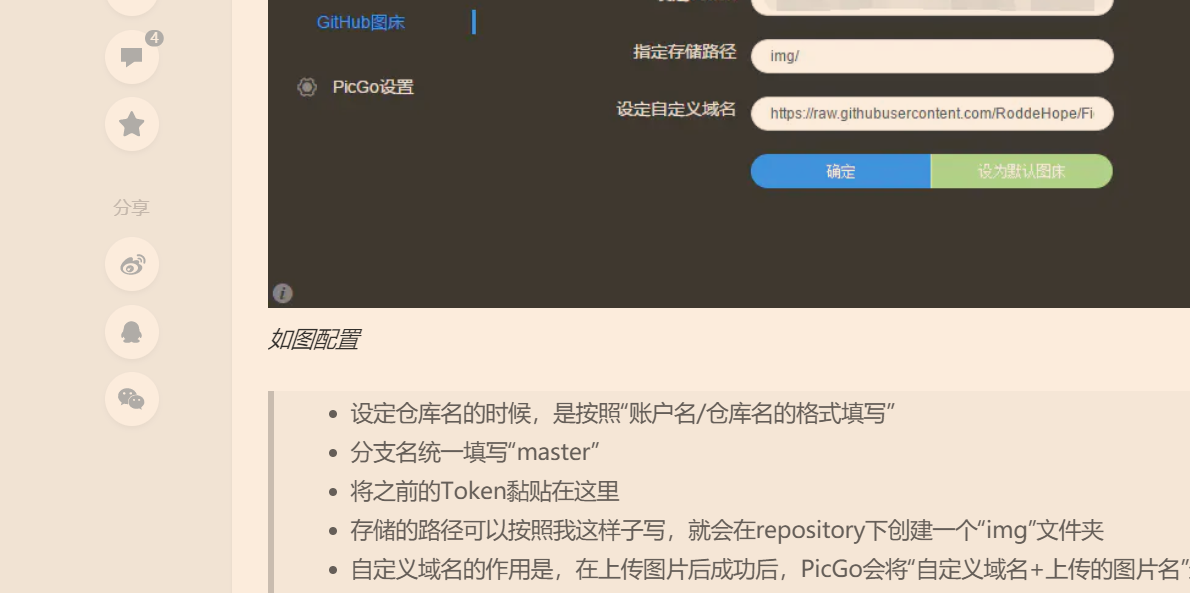 GitHub图床
4
指定存储路径
img/
PicGo设置
设定自定义域名
https://raw.githubusercontent.com/RoddeHope/Fi
确定
设为默认图床
分享
如图配置
设定仓库名的时候，是按照“账户名/仓库名的格式填写”
分支名统一填写“master”
将之前的Token黏贴在这里
存储的路径可以按照我这样子写，就会在repository下创建一个“img”文件夹
自定义域名的作用是，在上传图片后成功后，PicGo会将“自定义域名+上传的图片名”